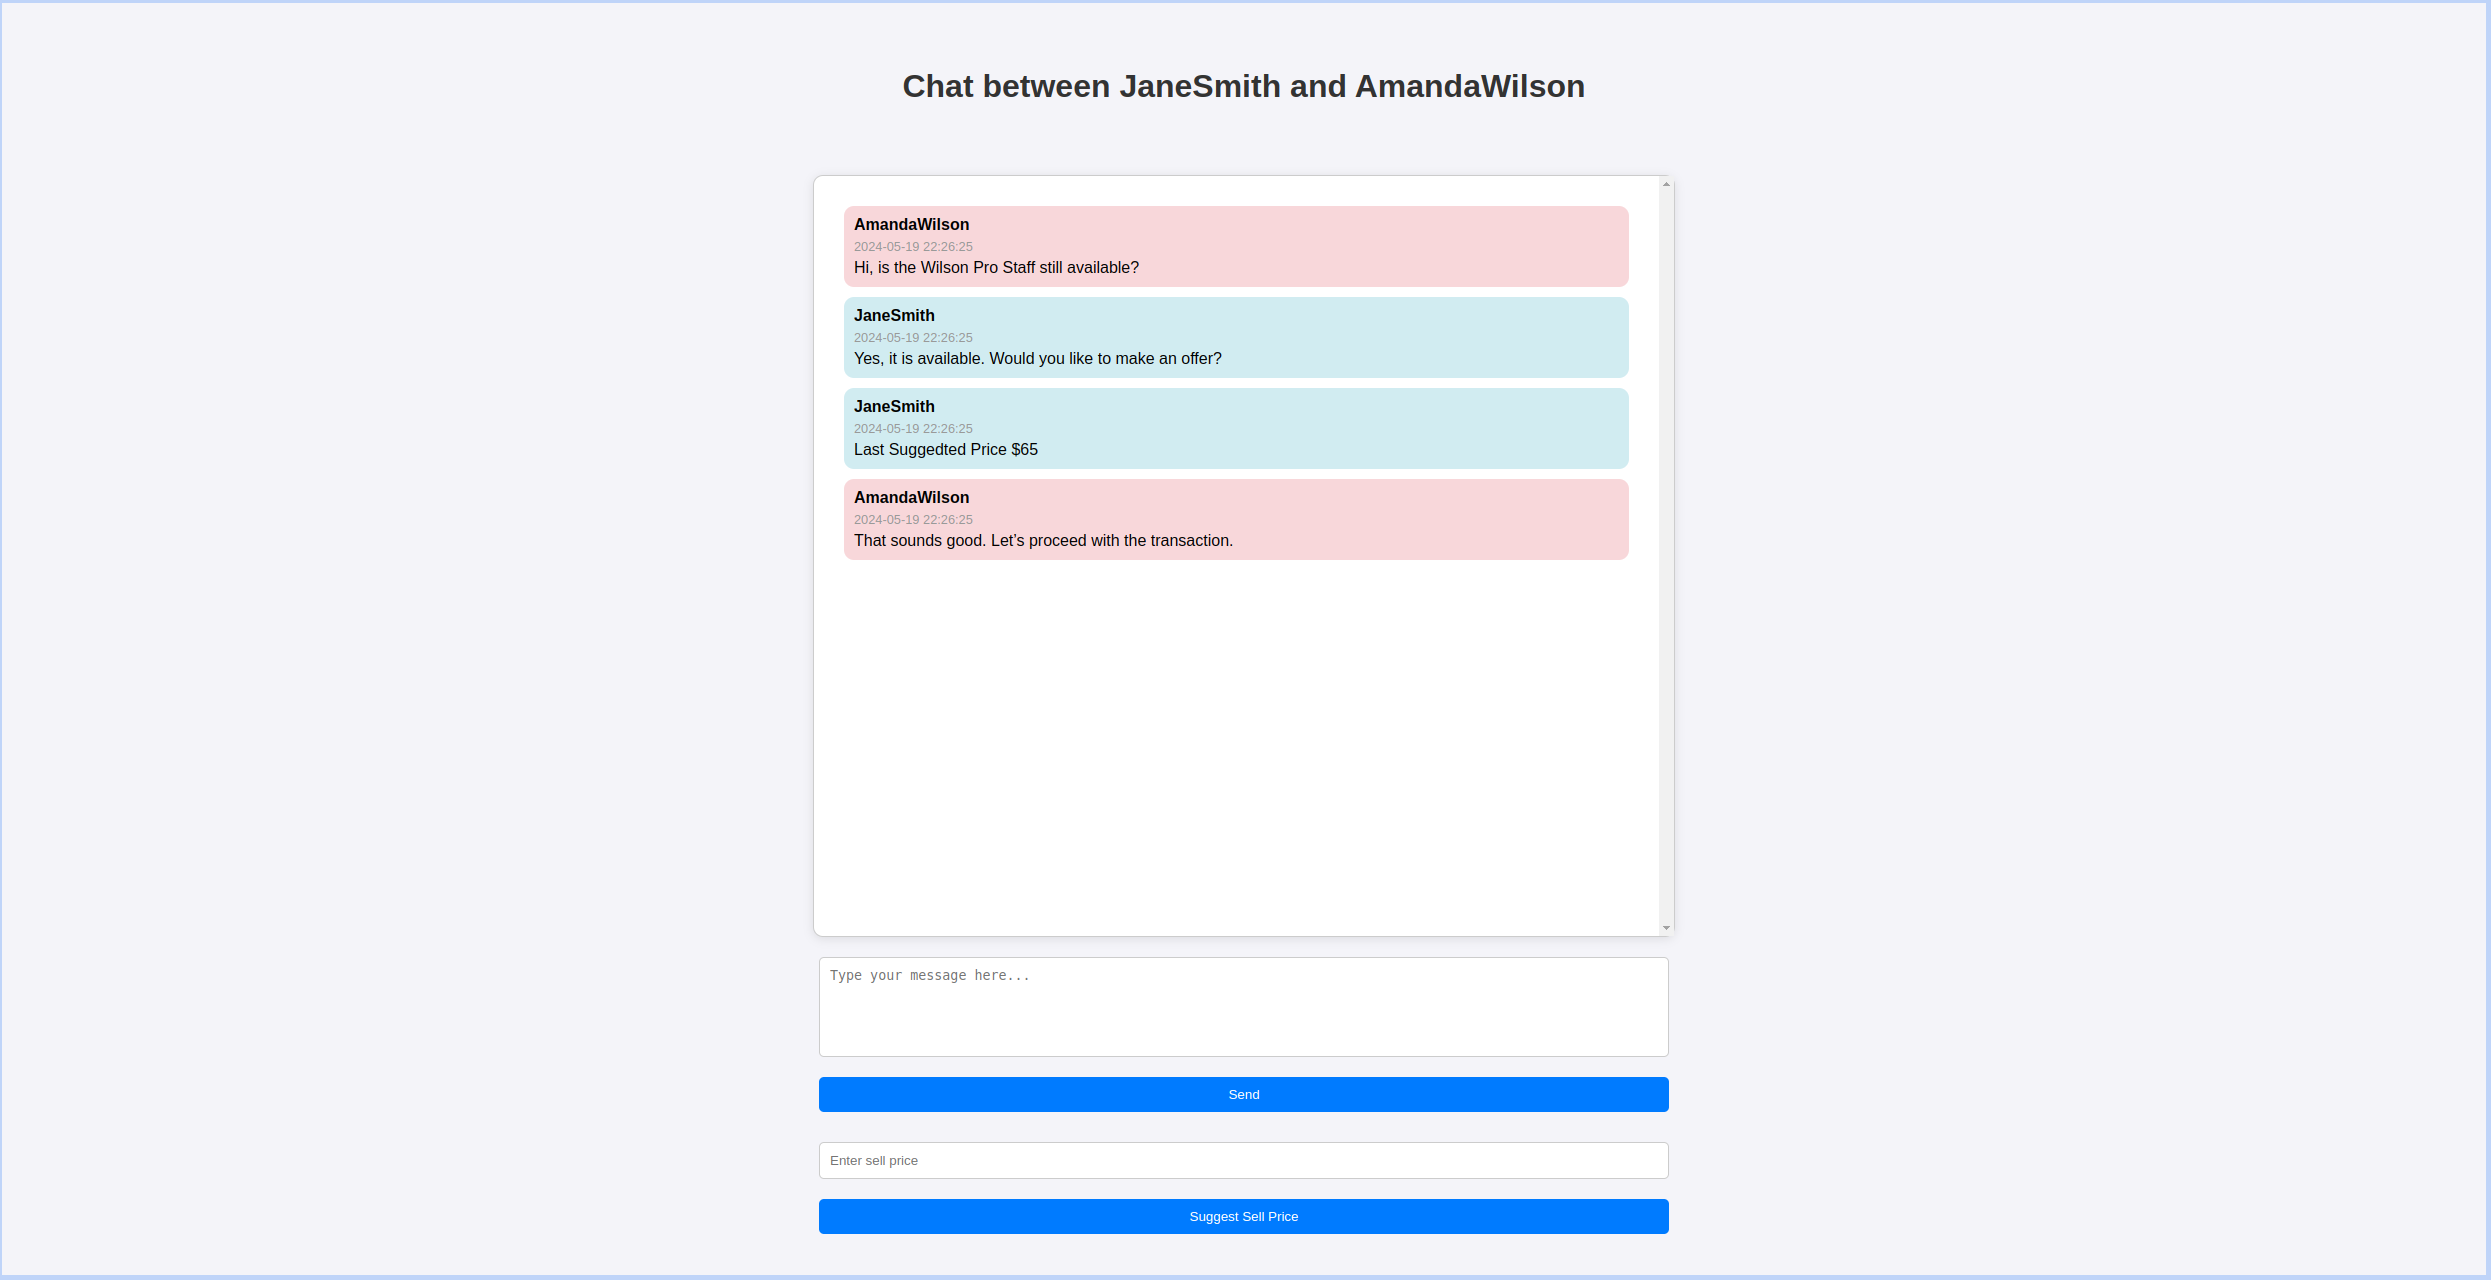 Chat between JaneSmith and AmandaWilson
AmandaWilson
2024-05-19 22:26:25
Hi, is the Wilson Pro Staff still available?
JaneSmith
2024-05-19 22:26:25
Yes, it is available. Would you like to make an offer?
JaneSmith
2024-05-19 22:26:25
Last Suggedted Price $65
AmandaWilson
2024-05-19 22:26:25
That sounds good. Let’s proceed with the transaction.
Type your message here...
Send
Enter sell price
Suggest Sell Price